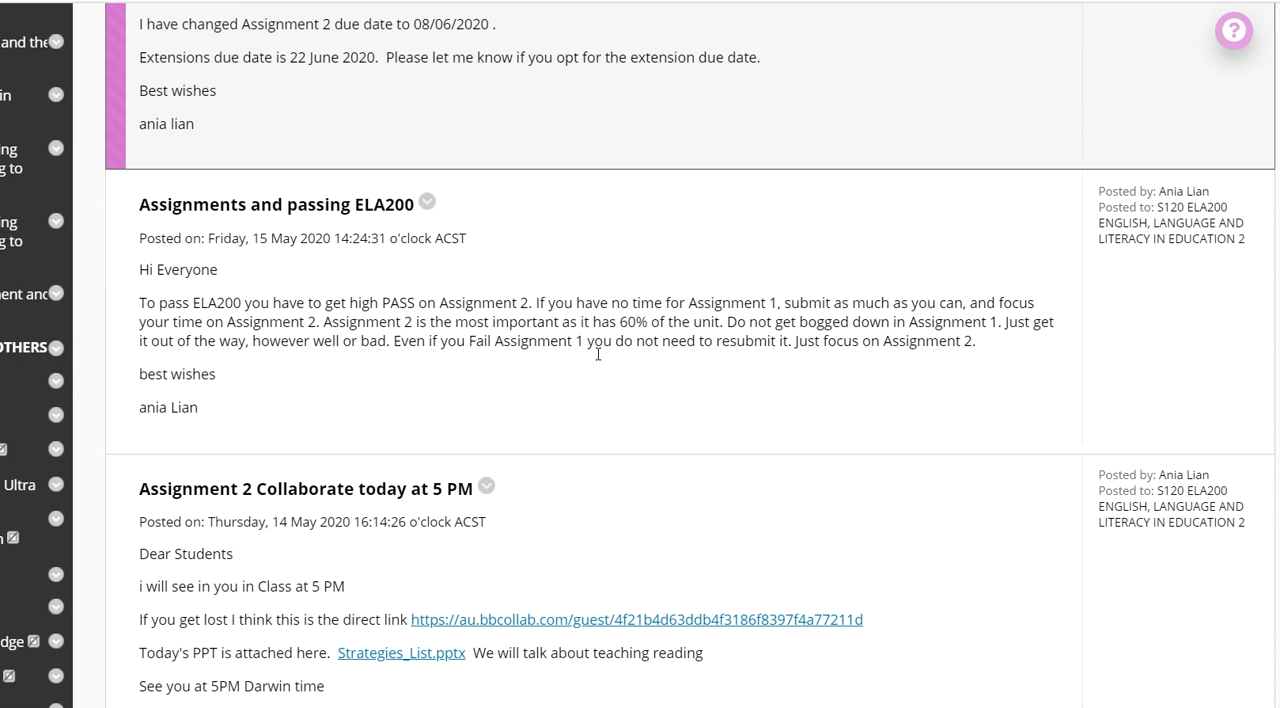 and the
in
ing
g to
ing
g to
ent and
OTHERS
Ultra
n
dge
I have changed Assignment 2 due date to 08/06/2020 .
Extensions due date is 22 June 2020.  Please let me know if you opt for the extension due date.
Best wishes
ania lian
?
Assignments and passing ELA200
Posted on: Friday, 15 May 2020 14:24:31 o'clock ACST
Hi Everyone
To pass ELA200 you have to get high PASS on Assignment 2. If you have no time for Assignment 1, submit as much as you can, and focus
your time on Assignment 2. Assignment 2 is the most important as it has 60% of the unit. Do not get bogged down in Assignment 1. Just get
it out of the way, however well or bad. Even if you Fail Assignment 1 you do not need to resubmit it. Just focus on Assignment 2.
best wishes
ania Lian
Posted by: Ania Lian
Posted to: S120 ELA200
ENGLISH, LANGUAGE AND
LITERACY IN EDUCATION 2
Assignment 2 Collaborate today at 5 PM
Posted on: Thursday, 14 May 2020 16:14:26 o'clock ACST
Dear Students
i will see in you in Class at 5 PM
If you get lost I think this is the direct link https://au.bbcollab.com/guest/4f21b4d63ddb4f3186f8397f4a77211d
Today's PPT is attached here.  Strategies_List.pptx  We will talk about teaching reading
See you at 5PM Darwin time
Posted by: Ania Lian
Posted to: S120 ELA200
ENGLISH, LANGUAGE AND
LITERACY IN EDUCATION 2